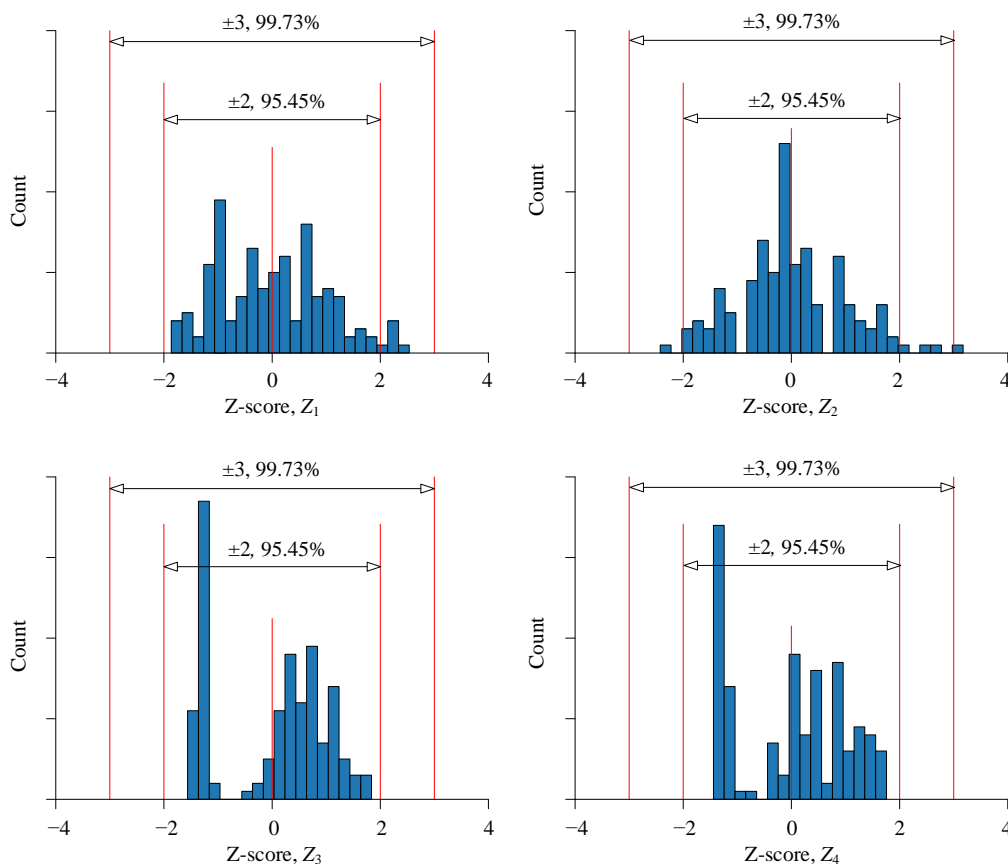 ±3, 99.73%
±2, 95.45%
Count
−4 −2 0 2 4
Z-score, Z1
±3, 99.73%
±2, 95.45%
Count
−4 −2 0 2 4
Z-score, Z2
±3, 99.73%
±2, 95.45%
Count
−4 −2 0 2 4
Z-score, Z3
±3, 99.73%
±2, 95.45%
Count
−4 −2 0 2 4
Z-score, Z4